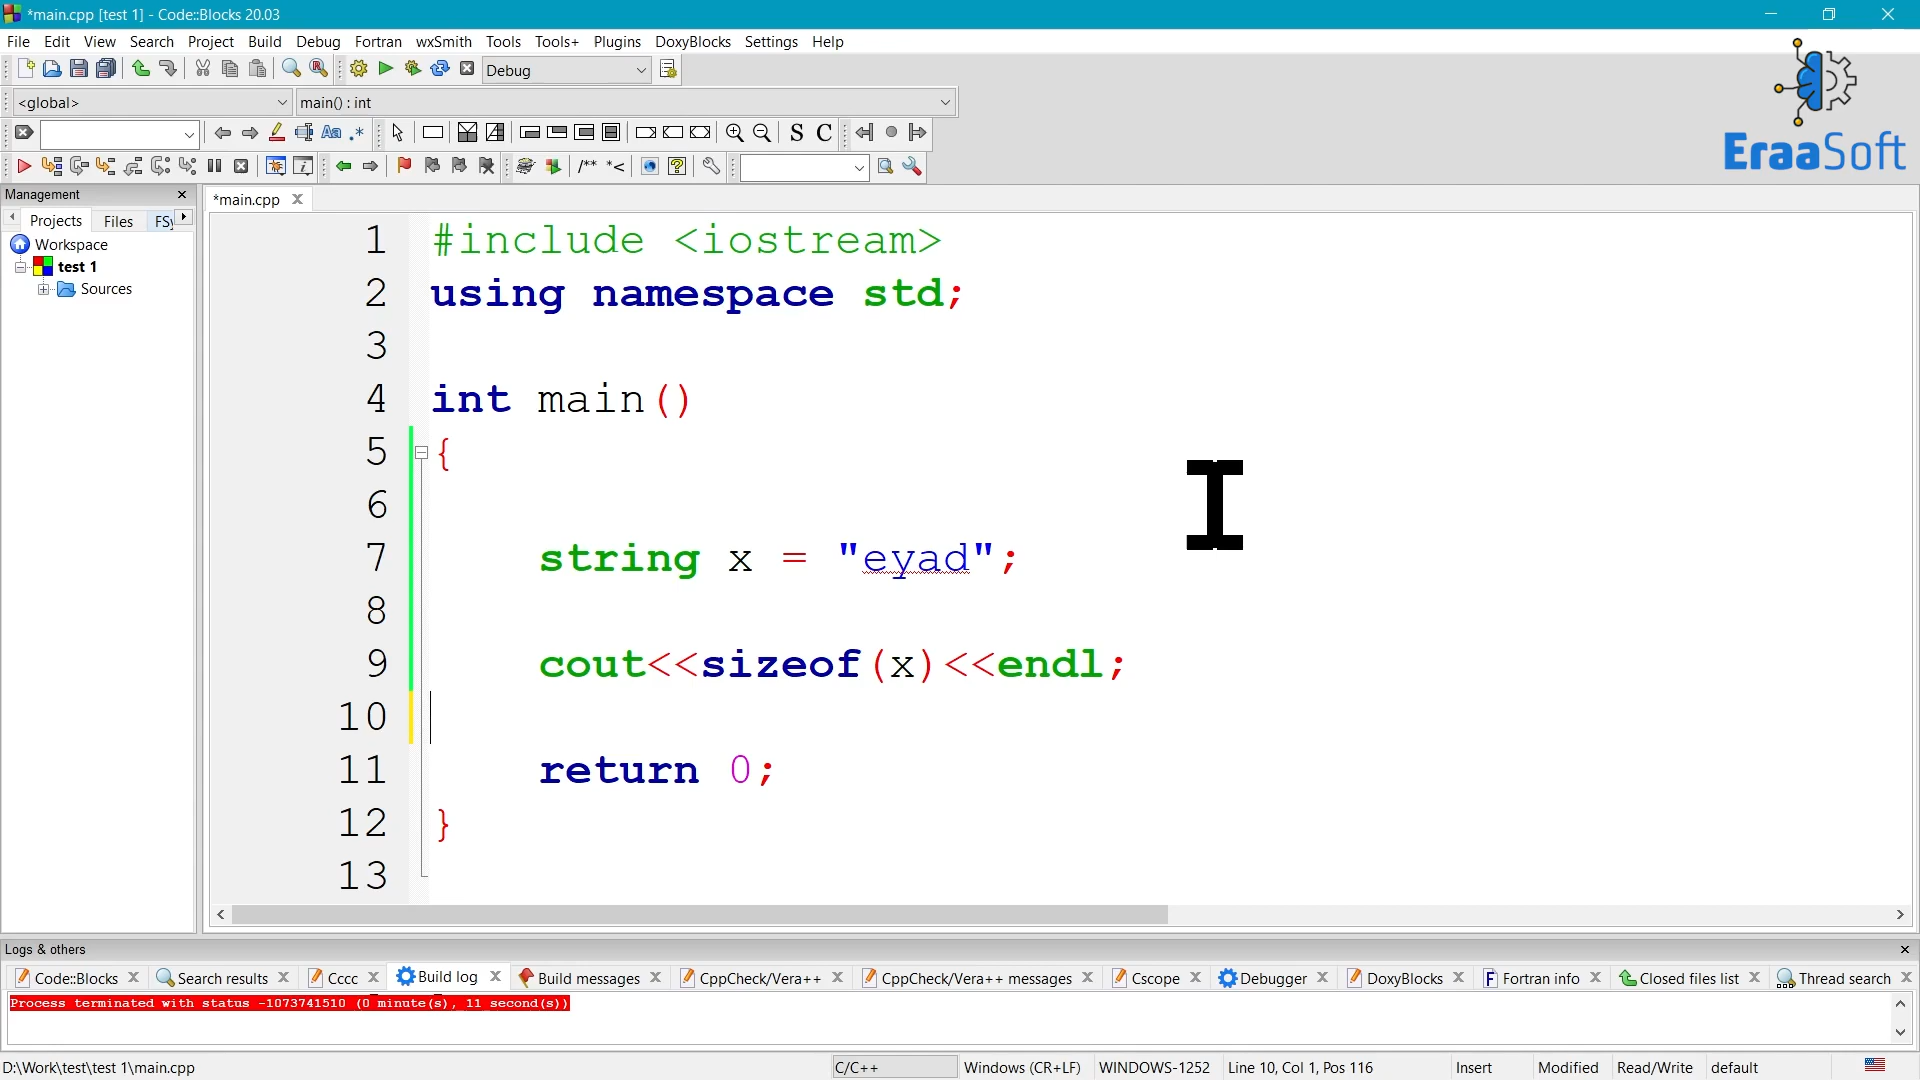 *main.cpp [test 1] - Code::Blocks 20.03
File Edit View Search Project Build Debug Fortran wxSmith Tools Tools+ Plugins DoxyBlocks Settings Help
Debug
<global> main() : int
Aa .* S C
/** *<
EraaSoft
Management
*main.cpp
Projects Files FSy
Workspace
test 1
Sources
1 #include <iostream>
2 using namespace std;
3
4 int main()
5 {
6
7 string x = "eyad";
8
9 cout<<sizeof(x)<<endl;
10
11 return 0;
12 }
13
Logs & others
Code::Blocks Search results Cccc Build log Build messages CppCheck/Vera++ CppCheck/Vera++ messages Cscope Debugger DoxyBlocks Fortran info Closed files list Thread search
Process terminated with status -1073741510 (0 minute(s), 11 second(s))
D:\Work\test\test 1\main.cpp C/C++ Windows (CR+LF) WINDOWS-1252 Line 10, Col 1, Pos 116 Insert Modified Read/Write default